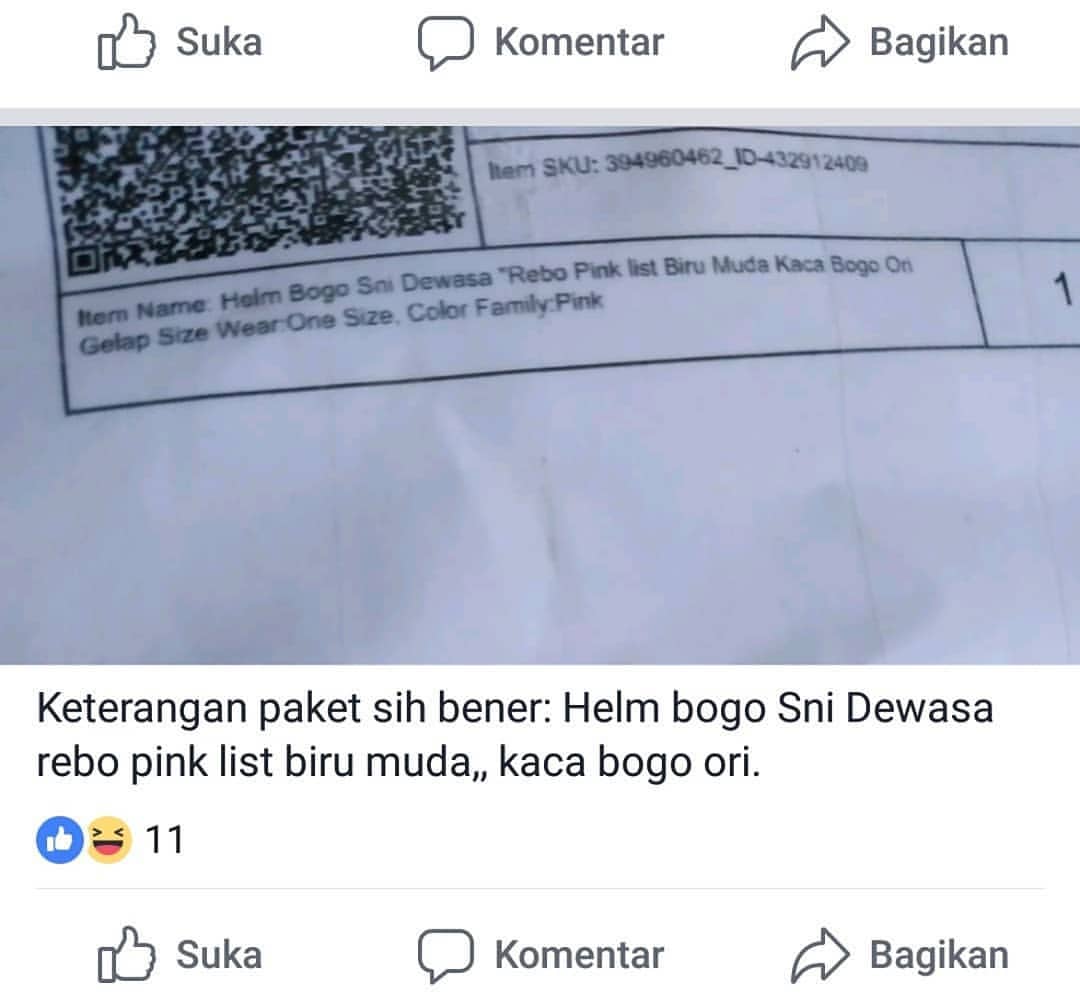 Suka Komentar Bagikan
Item SKU: 394960462_ID-432912409
Item Name: Helm Bogo Sni Dewasa "Rebo Pink list Biru Muda Kaca Bogo Ori
Gelap Size Wear:One Size, Color Family:Pink
1
Keterangan paket sih bener: Helm bogo Sni Dewasa
rebo pink list biru muda,, kaca bogo ori.
11
Suka Komentar Bagikan